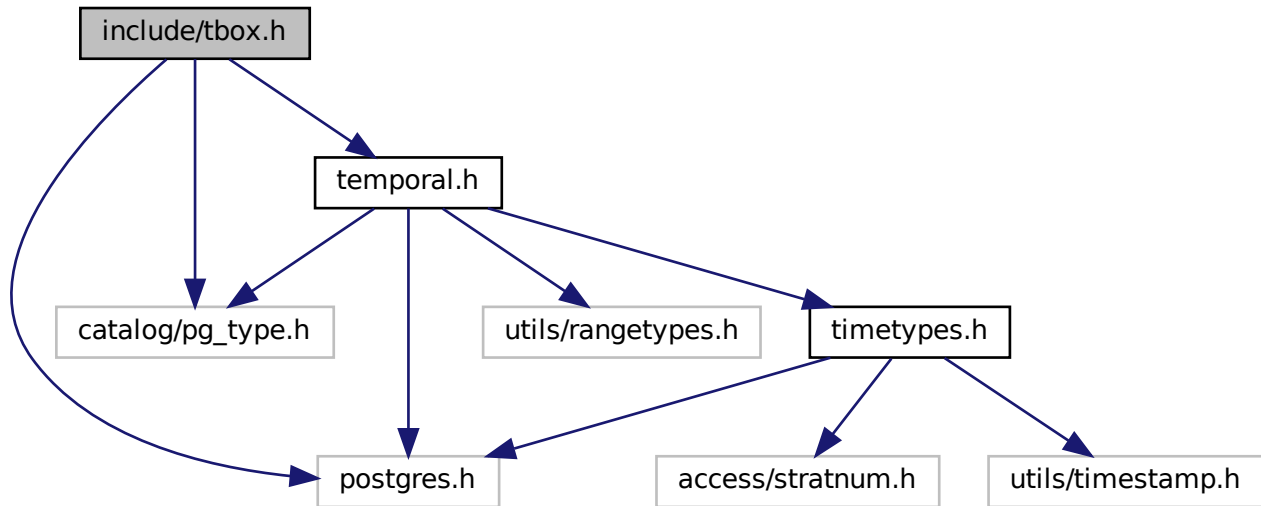 include/tbox.h
temporal.h
catalog/pg_type.h
utils/rangetypes.h
timetypes.h
postgres.h
access/stratnum.h
utils/timestamp.h